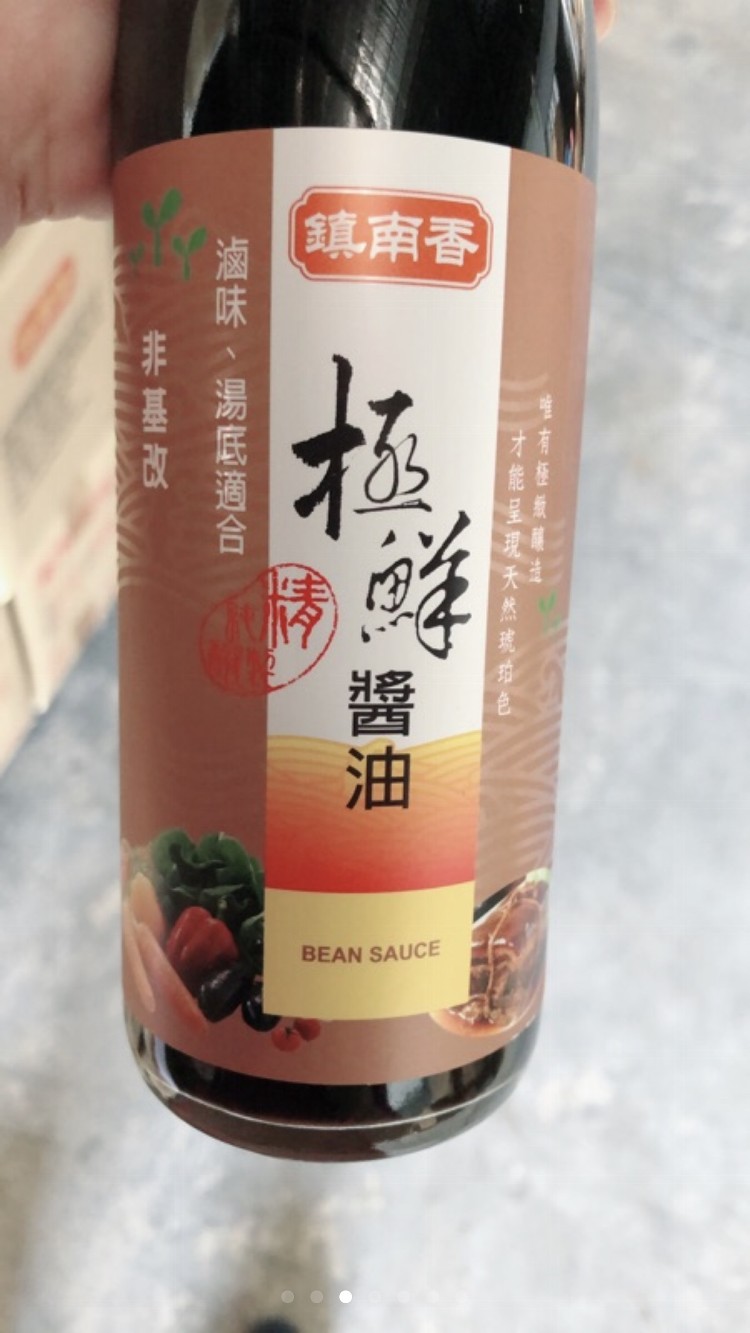 鎮南香
極鮮
醬油
BEAN SAUCE
滷味、湯底適合
非基改
唯有極緻釀造
才能呈現天然琥珀色
精